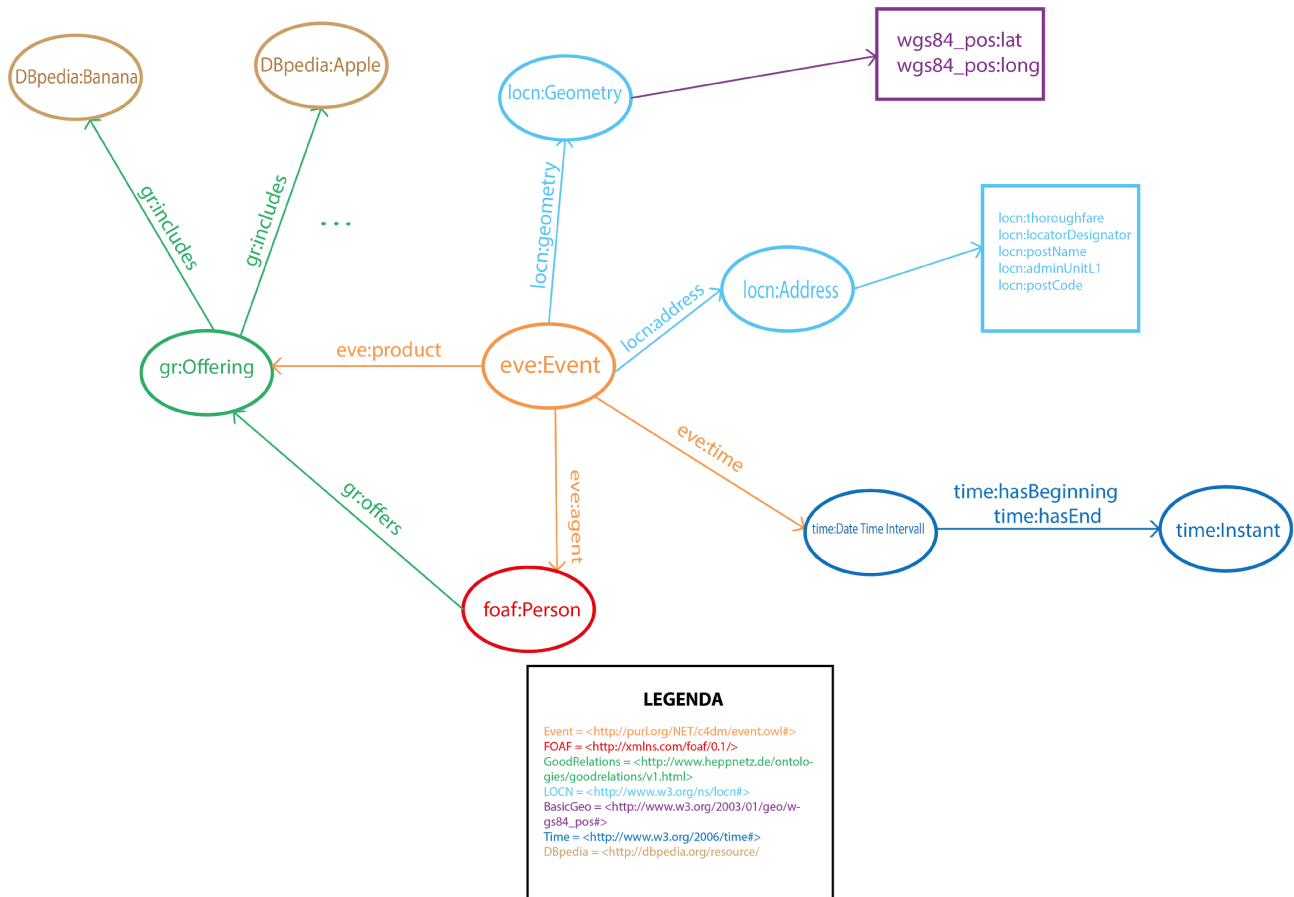 DBpedia:Banana
DBpedia:Apple
locn:Geometry
wgs84_pos:lat
wgs84_pos:long
gr:includes
gr:includes
...
locn:geometry
locn:thoroughfare
locn:locatorDesignator
locn:postName
locn:adminUnitL1
locn:postCode
locn:Address
locn:address
gr:Offering
eve:product
eve:Event
eve:time
gr:offers
eve:agent
time:Date Time Intervall
time:hasBeginning
time:hasEnd
time:Instant
foaf:Person
LEGENDA
Event = <http://purl.org/NET/c4dm/event.owl#>
FOAF = <http://xmlns.com/foaf/0.1/>
GoodRelations = <http://www.heppnetz.de/ontolo-
gies/goodrelations/v1.html>
LOCN = <http://www.w3.org/ns/locn#>
BasicGeo = <http://www.w3.org/2003/01/geo/w-
gs84_pos#>
Time = <http://www.w3.org/2006/time#>
DBpedia = <http://dbpedia.org/resource/